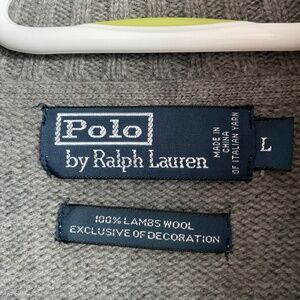 Polo
by Ralph Lauren
MADE IN
CHINA
OF ITALIAN YARN
L
100% LAMBS WOOL
EXCLUSIVE OF DECORATION